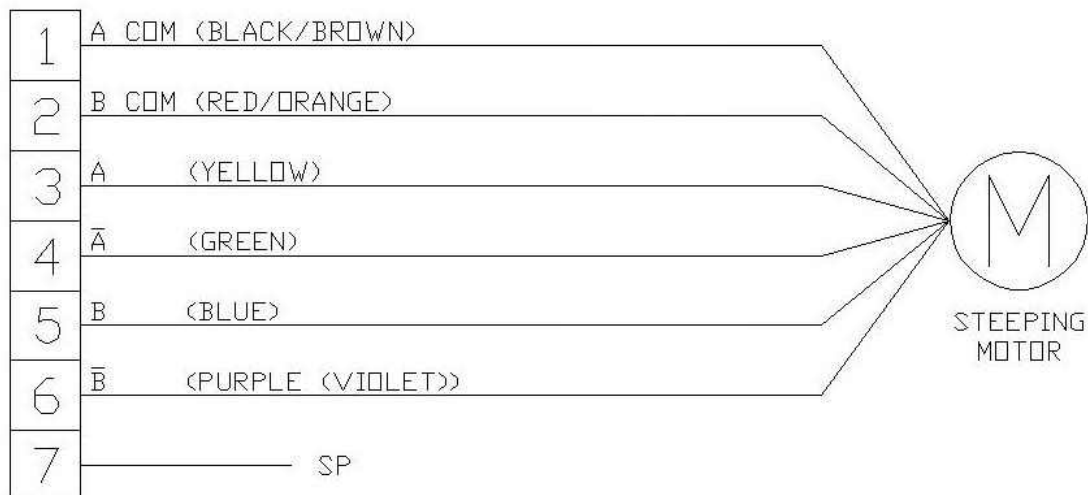 1 A COM (BLACK/BROWN)
2 B COM (RED/ORANGE)
3 A (YELLOW)
4 A̅ (GREEN)
5 B (BLUE)
6 B̅ (PURPLE (VIOLET))
7 SP
M
STEEPING
MOTOR